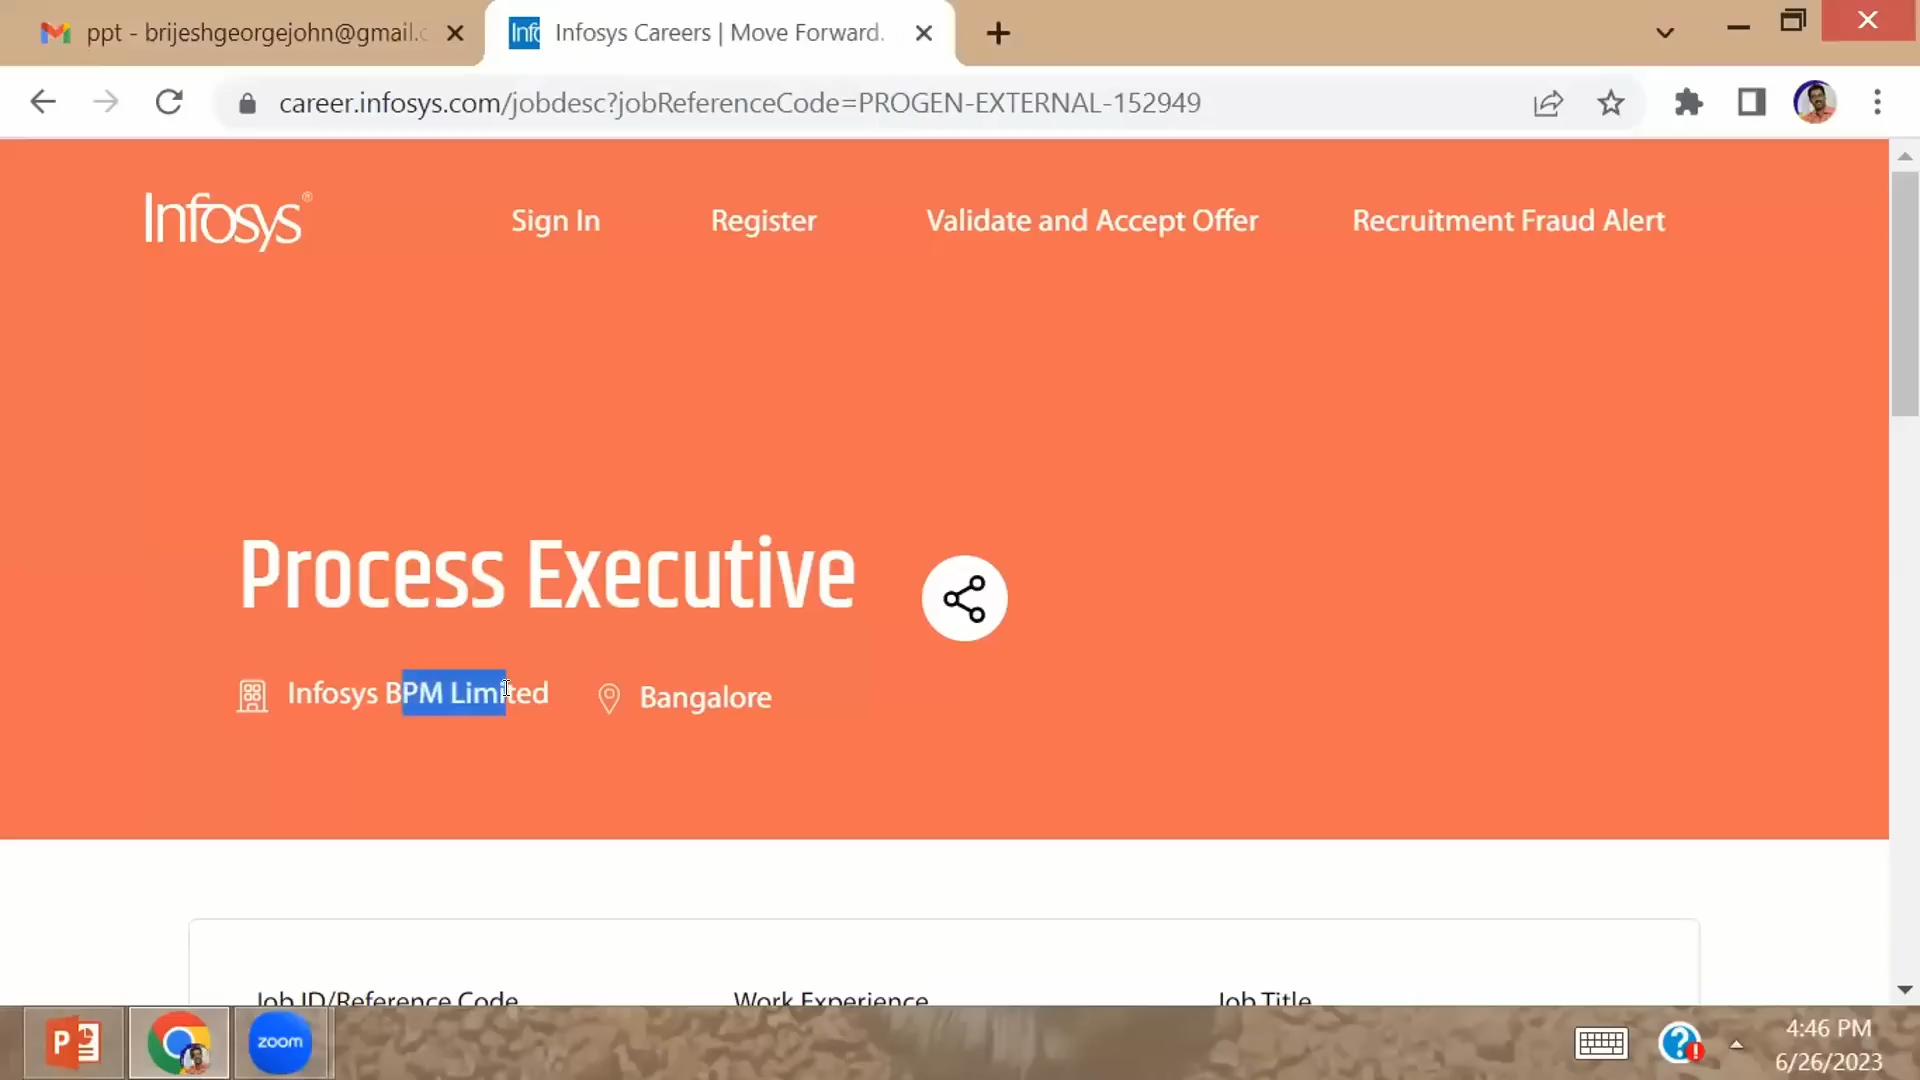 ppt - brijeshgeorgejohn@gmail.c
Info
Infosys Careers | Move Forward.
career.infosys.com/jobdesc?jobReferenceCode=PROGEN-EXTERNAL-152949
Infosys®
Sign In
Register
Validate and Accept Offer
Recruitment Fraud Alert
Process Executive
Infosys BPM Limited
Bangalore
Job ID/Reference Code
Work Experience
Job Title
P
zoom
?
!
4:46 PM
6/26/2023